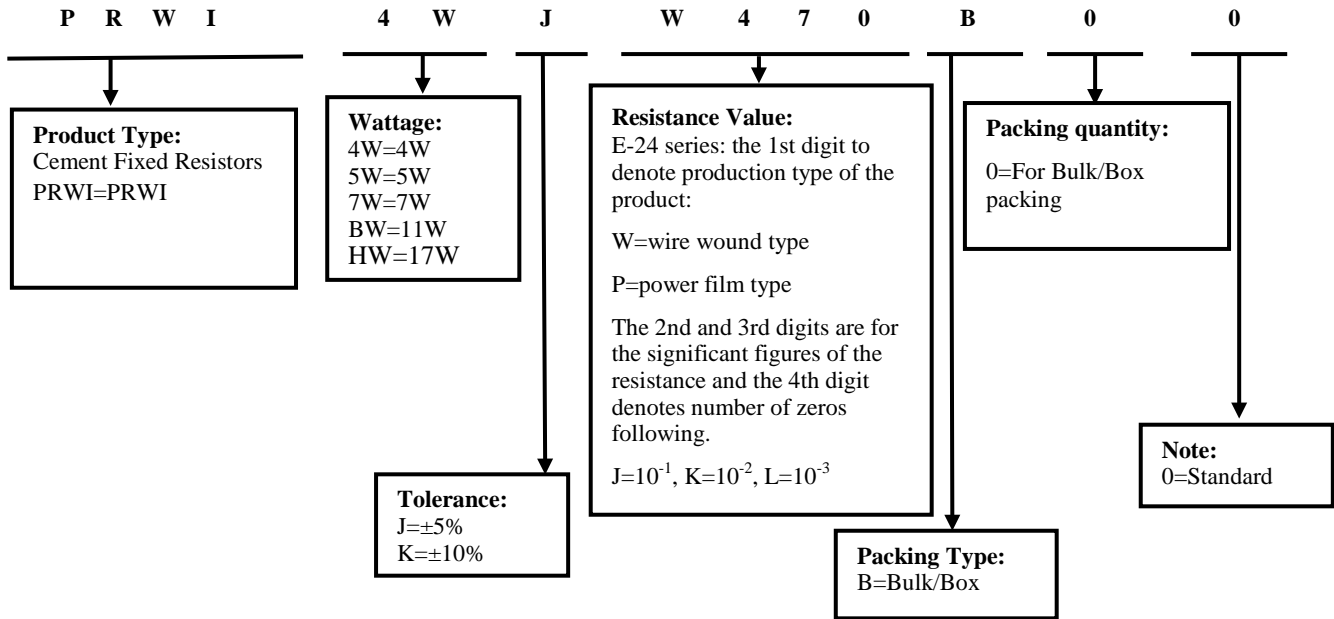 P R W I 4 W J W 4 7 0 B 0 0
Product Type:
Cement Fixed Resistors
PRWI=PRWI
Wattage:
4W=4W
5W=5W
7W=7W
BW=11W
HW=17W
Resistance Value:
E-24 series: the 1st digit to
denote production type of the
product:
W=wire wound type
P=power film type
The 2nd and 3rd digits are for
the significant figures of the
resistance and the 4th digit
denotes number of zeros
following.
J=10⁻¹, K=10⁻², L=10⁻³
Packing quantity:
0=For Bulk/Box
packing
Note:
0=Standard
Tolerance:
J=±5%
K=±10%
Packing Type:
B=Bulk/Box